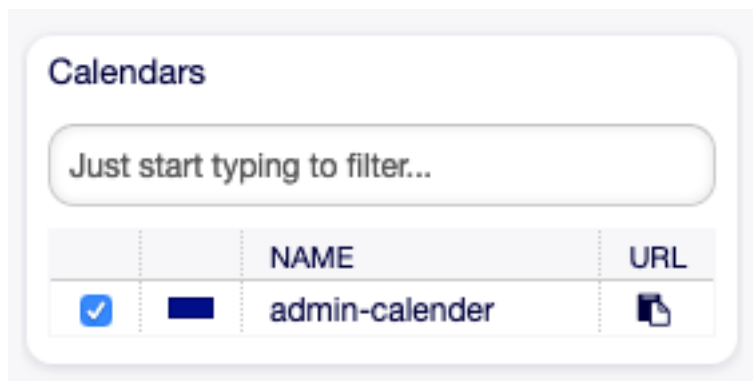 Calendars
Just start typing to filter...
NAME URL
admin-calender